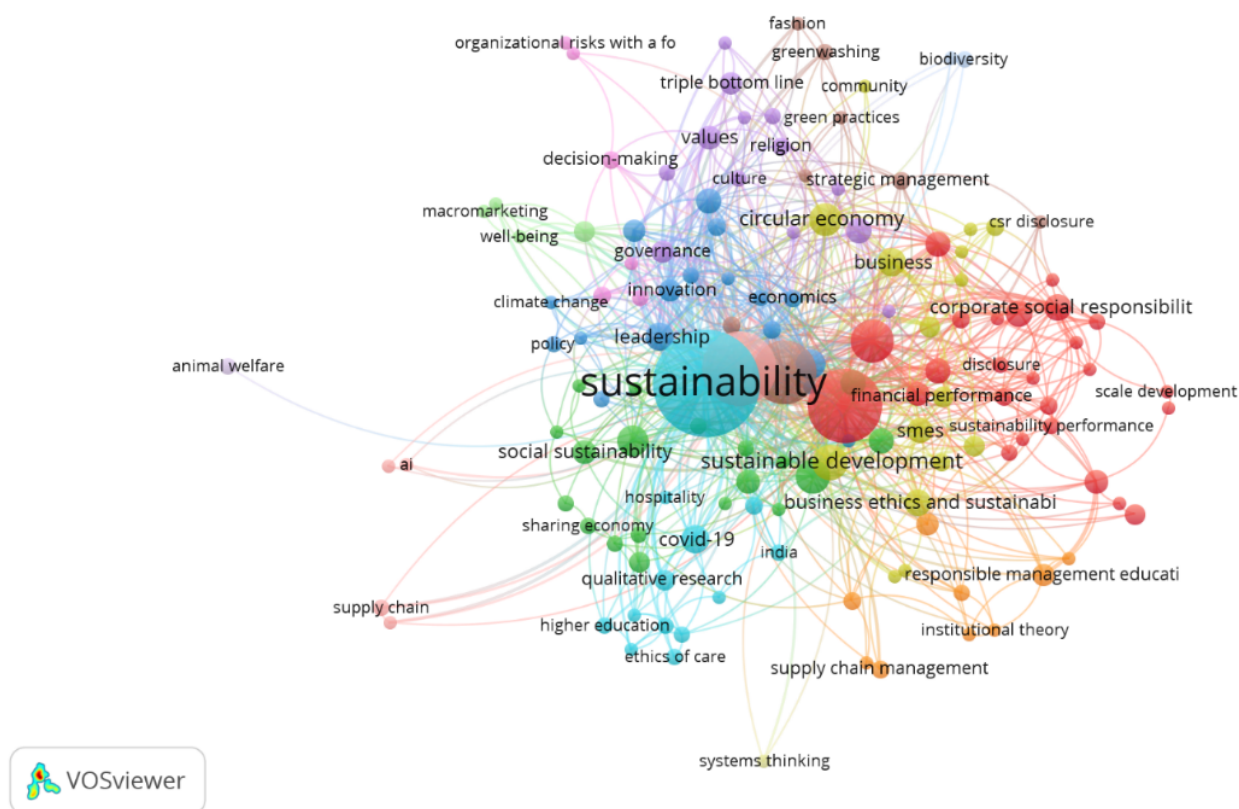 fashion
organizational risks with a fo
greenwashing
biodiversity
triple bottom line
community
green practices
values
religion
decision-making
culture
strategic management
macromarketing
circular economy
csr disclosure
well-being
governance
business
innovation
economics
climate change
corporate social responsibilit
leadership
policy
animal welfare
disclosure
sustainability
scale development
financial performance
smes
sustainability performance
social sustainability
sustainable development
ai
hospitality
business ethics and sustainabi
sharing economy
covid-19
india
qualitative research
responsible management educati
supply chain
higher education
institutional theory
ethics of care
supply chain management
systems thinking
VOSviewer